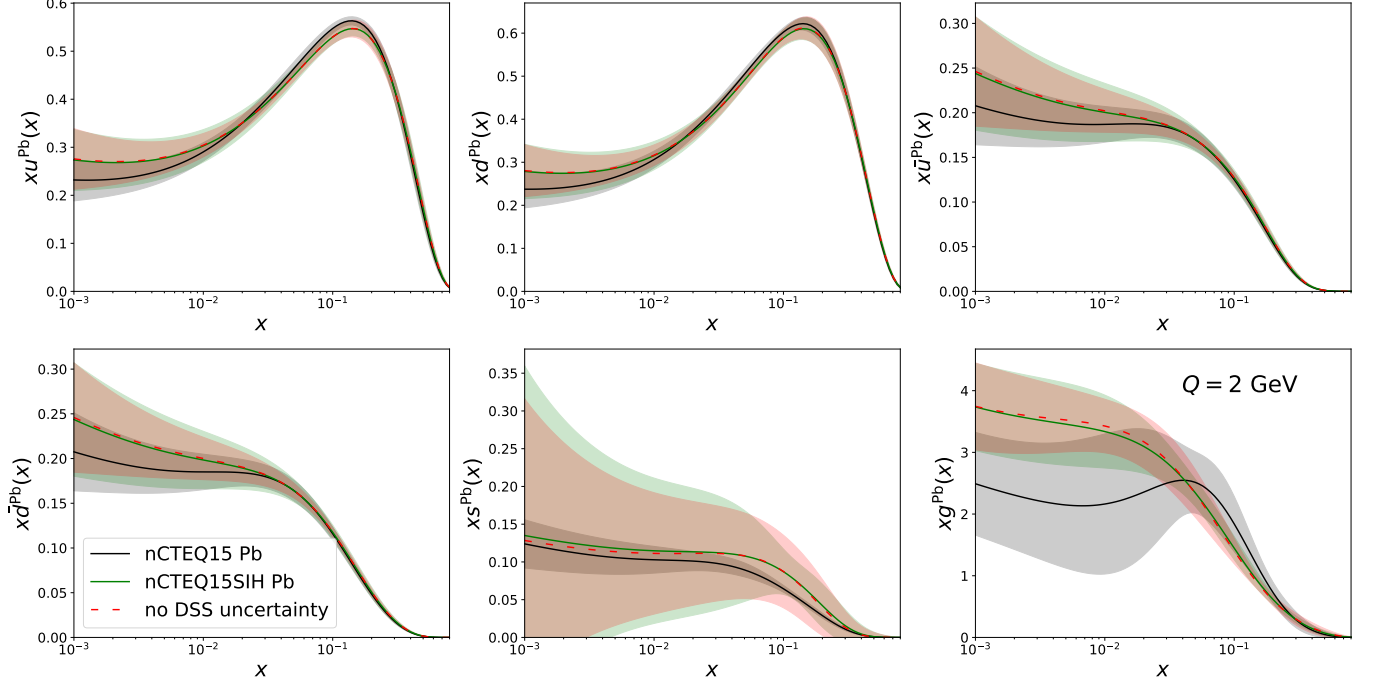 0.6
0.5
0.4
0.3
0.2
0.1
0.0
xu^Pb(x)
10⁻³ 10⁻² 10⁻¹
x
0.6
0.5
0.4
0.3
0.2
0.1
0.0
xd^Pb(x)
10⁻³ 10⁻² 10⁻¹
x
0.30
0.25
0.20
0.15
0.10
0.05
0.00
xū^Pb(x)
10⁻³ 10⁻² 10⁻¹
x
0.30
0.25
0.20
0.15
0.10
0.05
0.00
xd̄^Pb(x)
nCTEQ15 Pb
nCTEQ15SIH Pb
no DSS uncertainty
10⁻³ 10⁻² 10⁻¹
x
0.35
0.30
0.25
0.20
0.15
0.10
0.05
0.00
xs^Pb(x)
10⁻³ 10⁻² 10⁻¹
x
Q = 2 GeV
4
3
2
1
0
xg^Pb(x)
10⁻³ 10⁻² 10⁻¹
x